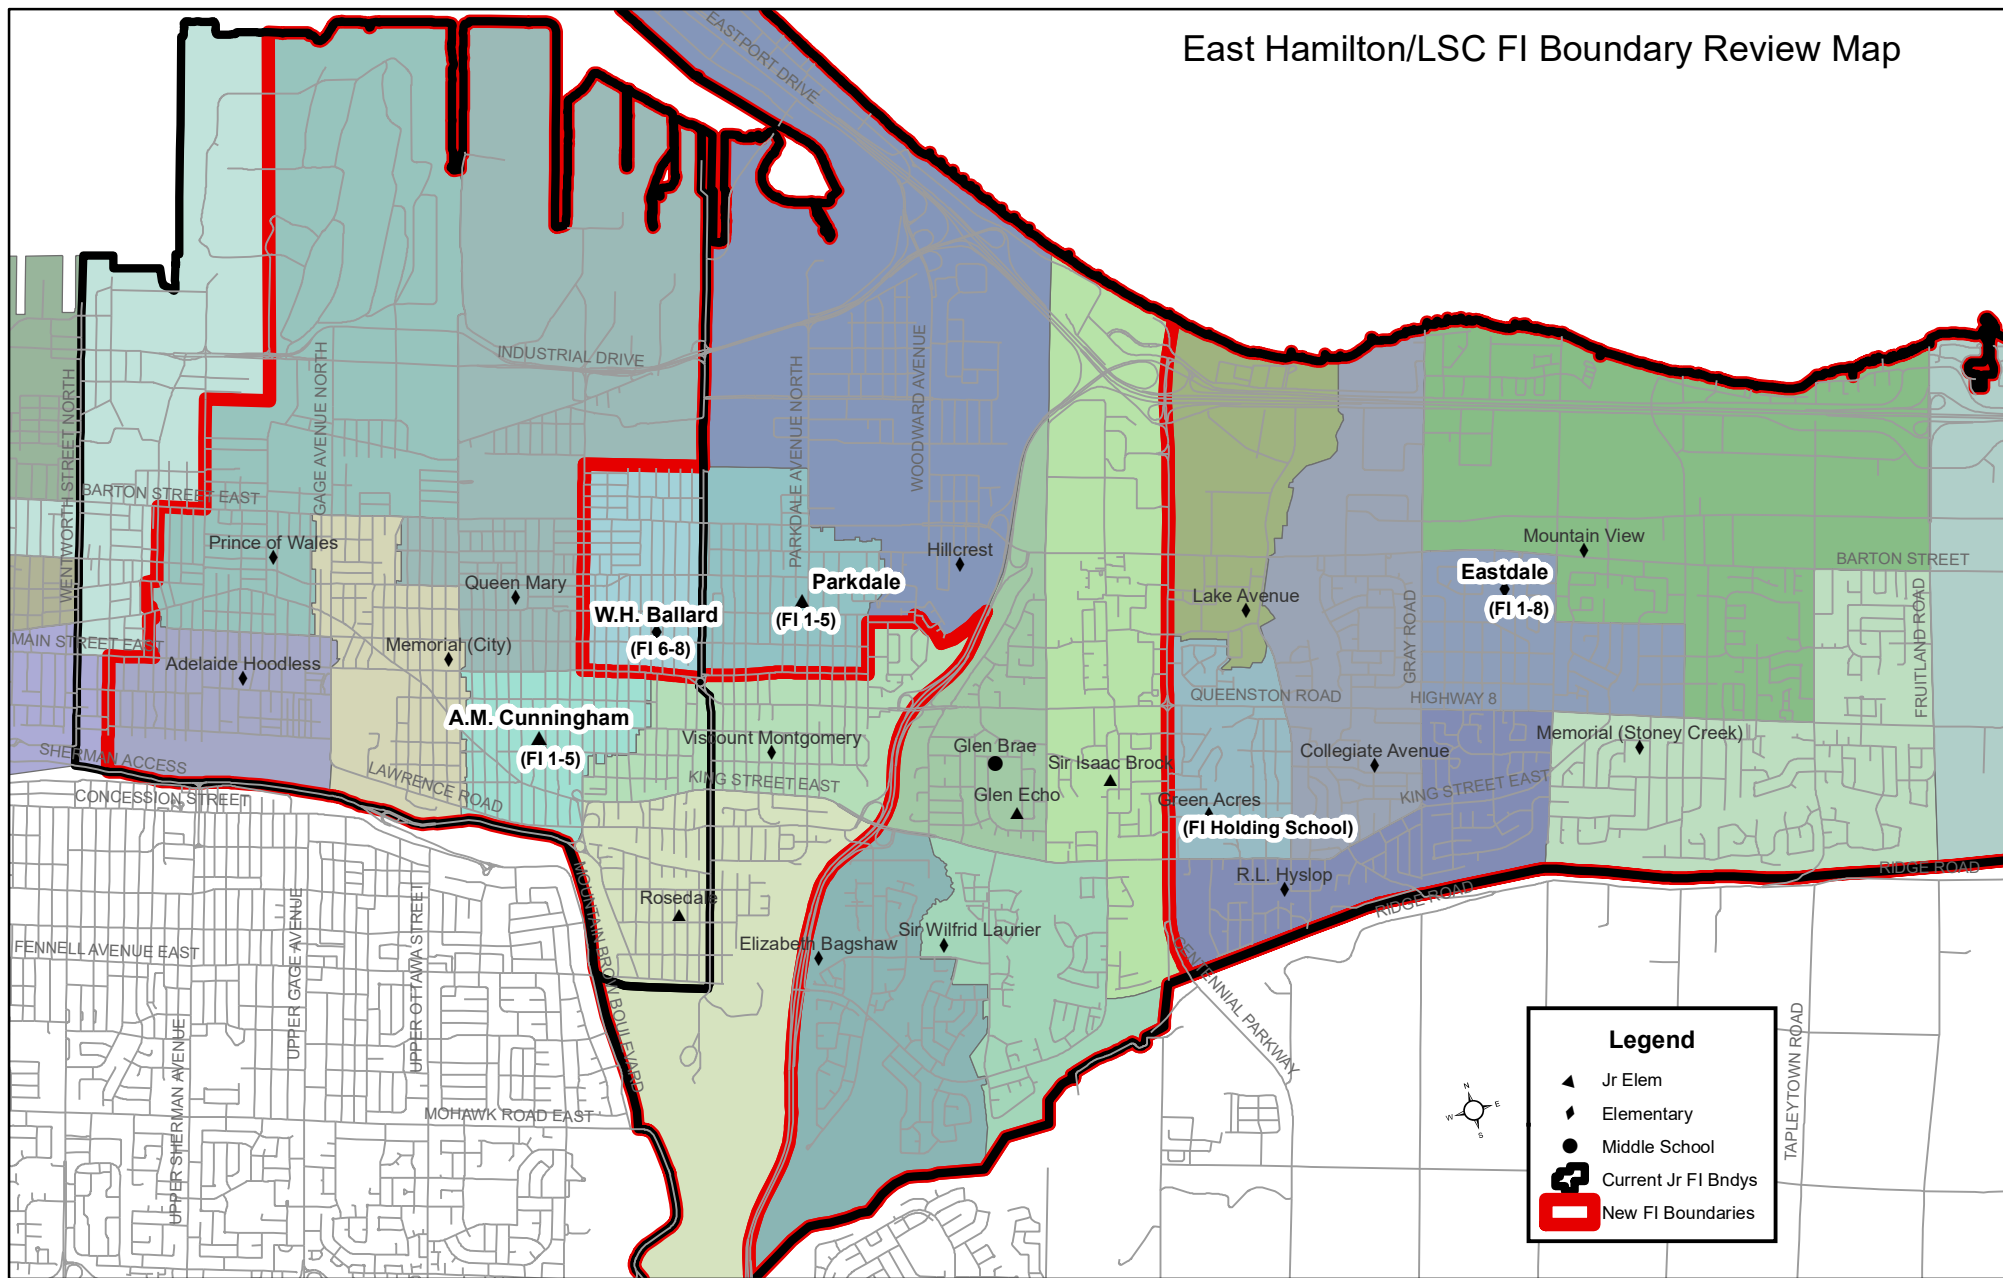 East Hamilton/LSC FI Boundary Review Map
EASTPORT DRIVE
INDUSTRIAL DRIVE
WENTWORTH STREET NORTH
GAGE AVENUE NORTH
PARKDALE AVENUE NORTH
WOODWARD AVENUE
BARTON STREET EAST
Prince of Wales
Queen Mary
Hillcrest
Parkdale
(FI 1-5)
W.H. Ballard
(FI 6-8)
Lake Avenue
Mountain View
BARTON STREET
Eastdale
(FI 1-8)
GRAY ROAD
FRUITLAND ROAD
MAIN STREET EAST
Adelaide Hoodless
Memorial (City)
QUEENSTON ROAD
HIGHWAY 8
A.M. Cunningham
(FI 1-5)
Viscount Montgomery
Glen Brae
Sir Isaac Brock
Glen Echo
Collegiate Avenue
Memorial (Stoney Creek)
SHERMAN ACCESS
CONCESSION STREET
LAWRENCE ROAD
KING STREET EAST
KING STREET EAST
Green Acres
(FI Holding School)
R.L. Hyslop
RIDGE ROAD
RIDGE ROAD
Rosedale
Elizabeth Bagshaw
Sir Wilfrid Laurier
FENNELL AVENUE EAST
UPPER GAGE AVENUE
UPPER OTTAWA STREET
UPPER SHERMAN AVENUE
MOUNTAIN BROW BOULEVARD
MOHAWK ROAD EAST
CENTENNIAL PARKWAY
TAPLEYTOWN ROAD
N
W
E
S
Legend
Jr Elem
Elementary
Middle School
Current Jr FI Bndys
New FI Boundaries